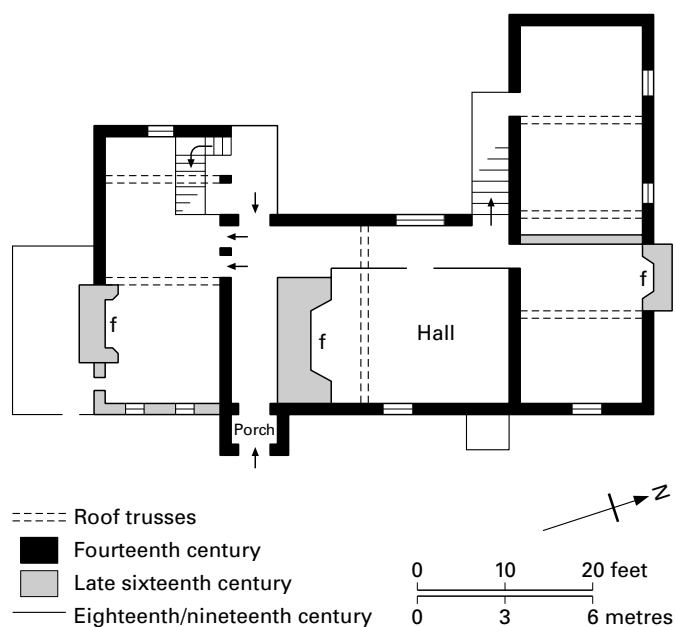 f
f
f
Hall
Porch
N
Roof trusses
Fourteenth century
Late sixteenth century
Eighteenth/nineteenth century
0 10 20 feet
0 3 6 metres